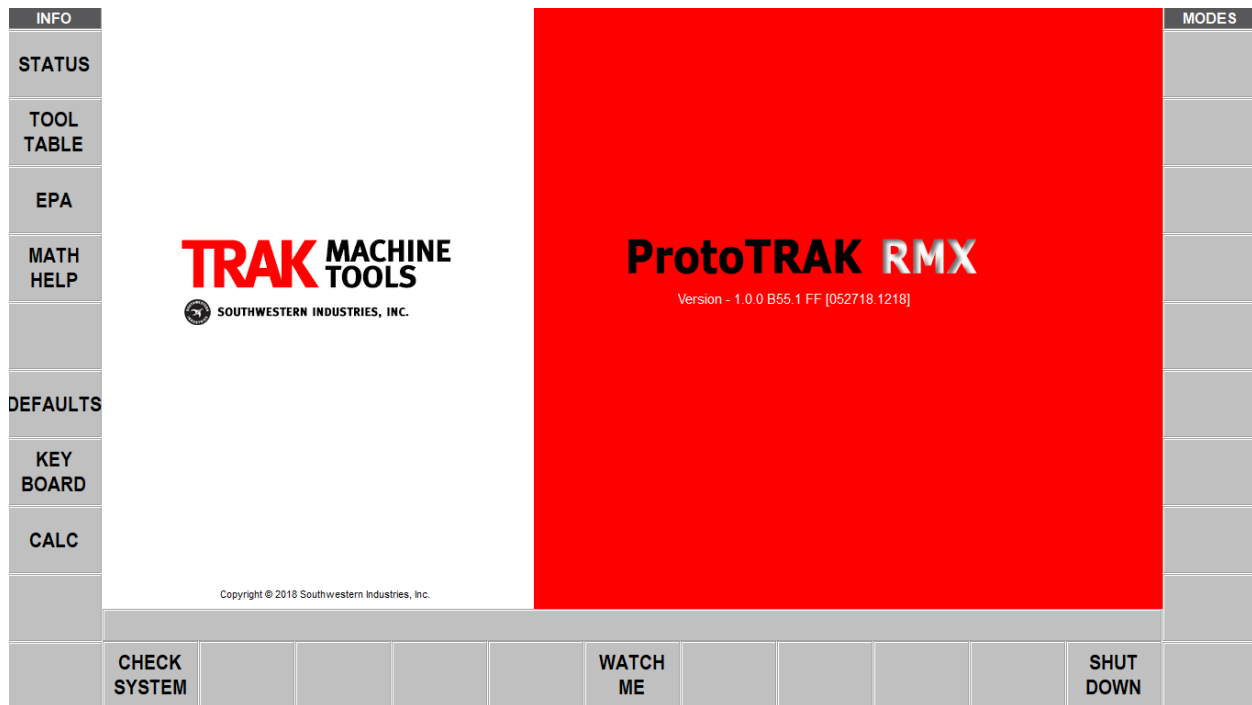 INFO
MODES
STATUS
TOOL
TABLE
EPA
MATH
HELP
DEFAULTS
KEY
BOARD
CALC
TRAK MACHINE
TOOLS
SOUTHWESTERN INDUSTRIES, INC.
Copyright © 2018 Southwestern Industries, Inc.
ProtoTRAK RMX
Version - 1.0.0 B55.1 FF [052718.1218]
CHECK
SYSTEM
WATCH
ME
SHUT
DOWN